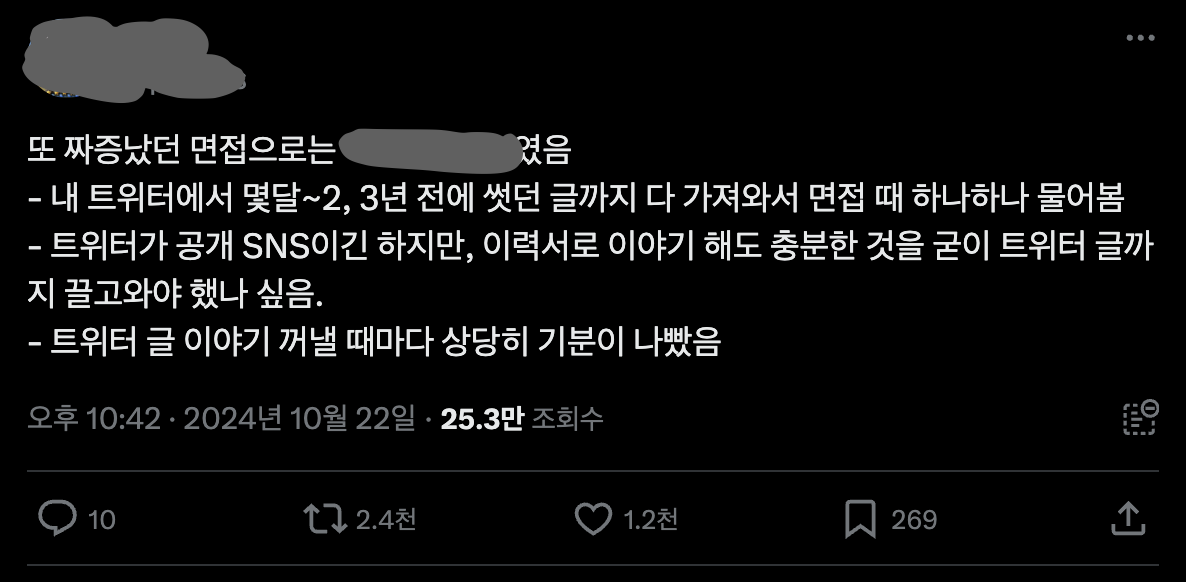 또 짜증났던 면접으로는 였음
- 내 트위터에서 몇달~2, 3년 전에 썻던 글까지 다 가져와서 면접 때 하나하나 물어봄
- 트위터가 공개 SNS이긴 하지만, 이력서로 이야기 해도 충분한 것을 굳이 트위터 글까
지 끌고와야 했나 싶음.
- 트위터 글 이야기 꺼낼 때마다 상당히 기분이 나빴음
오후 10:42 · 2024년 10월 22일 · 25.3만 조회수
10 2.4천 1.2천 269